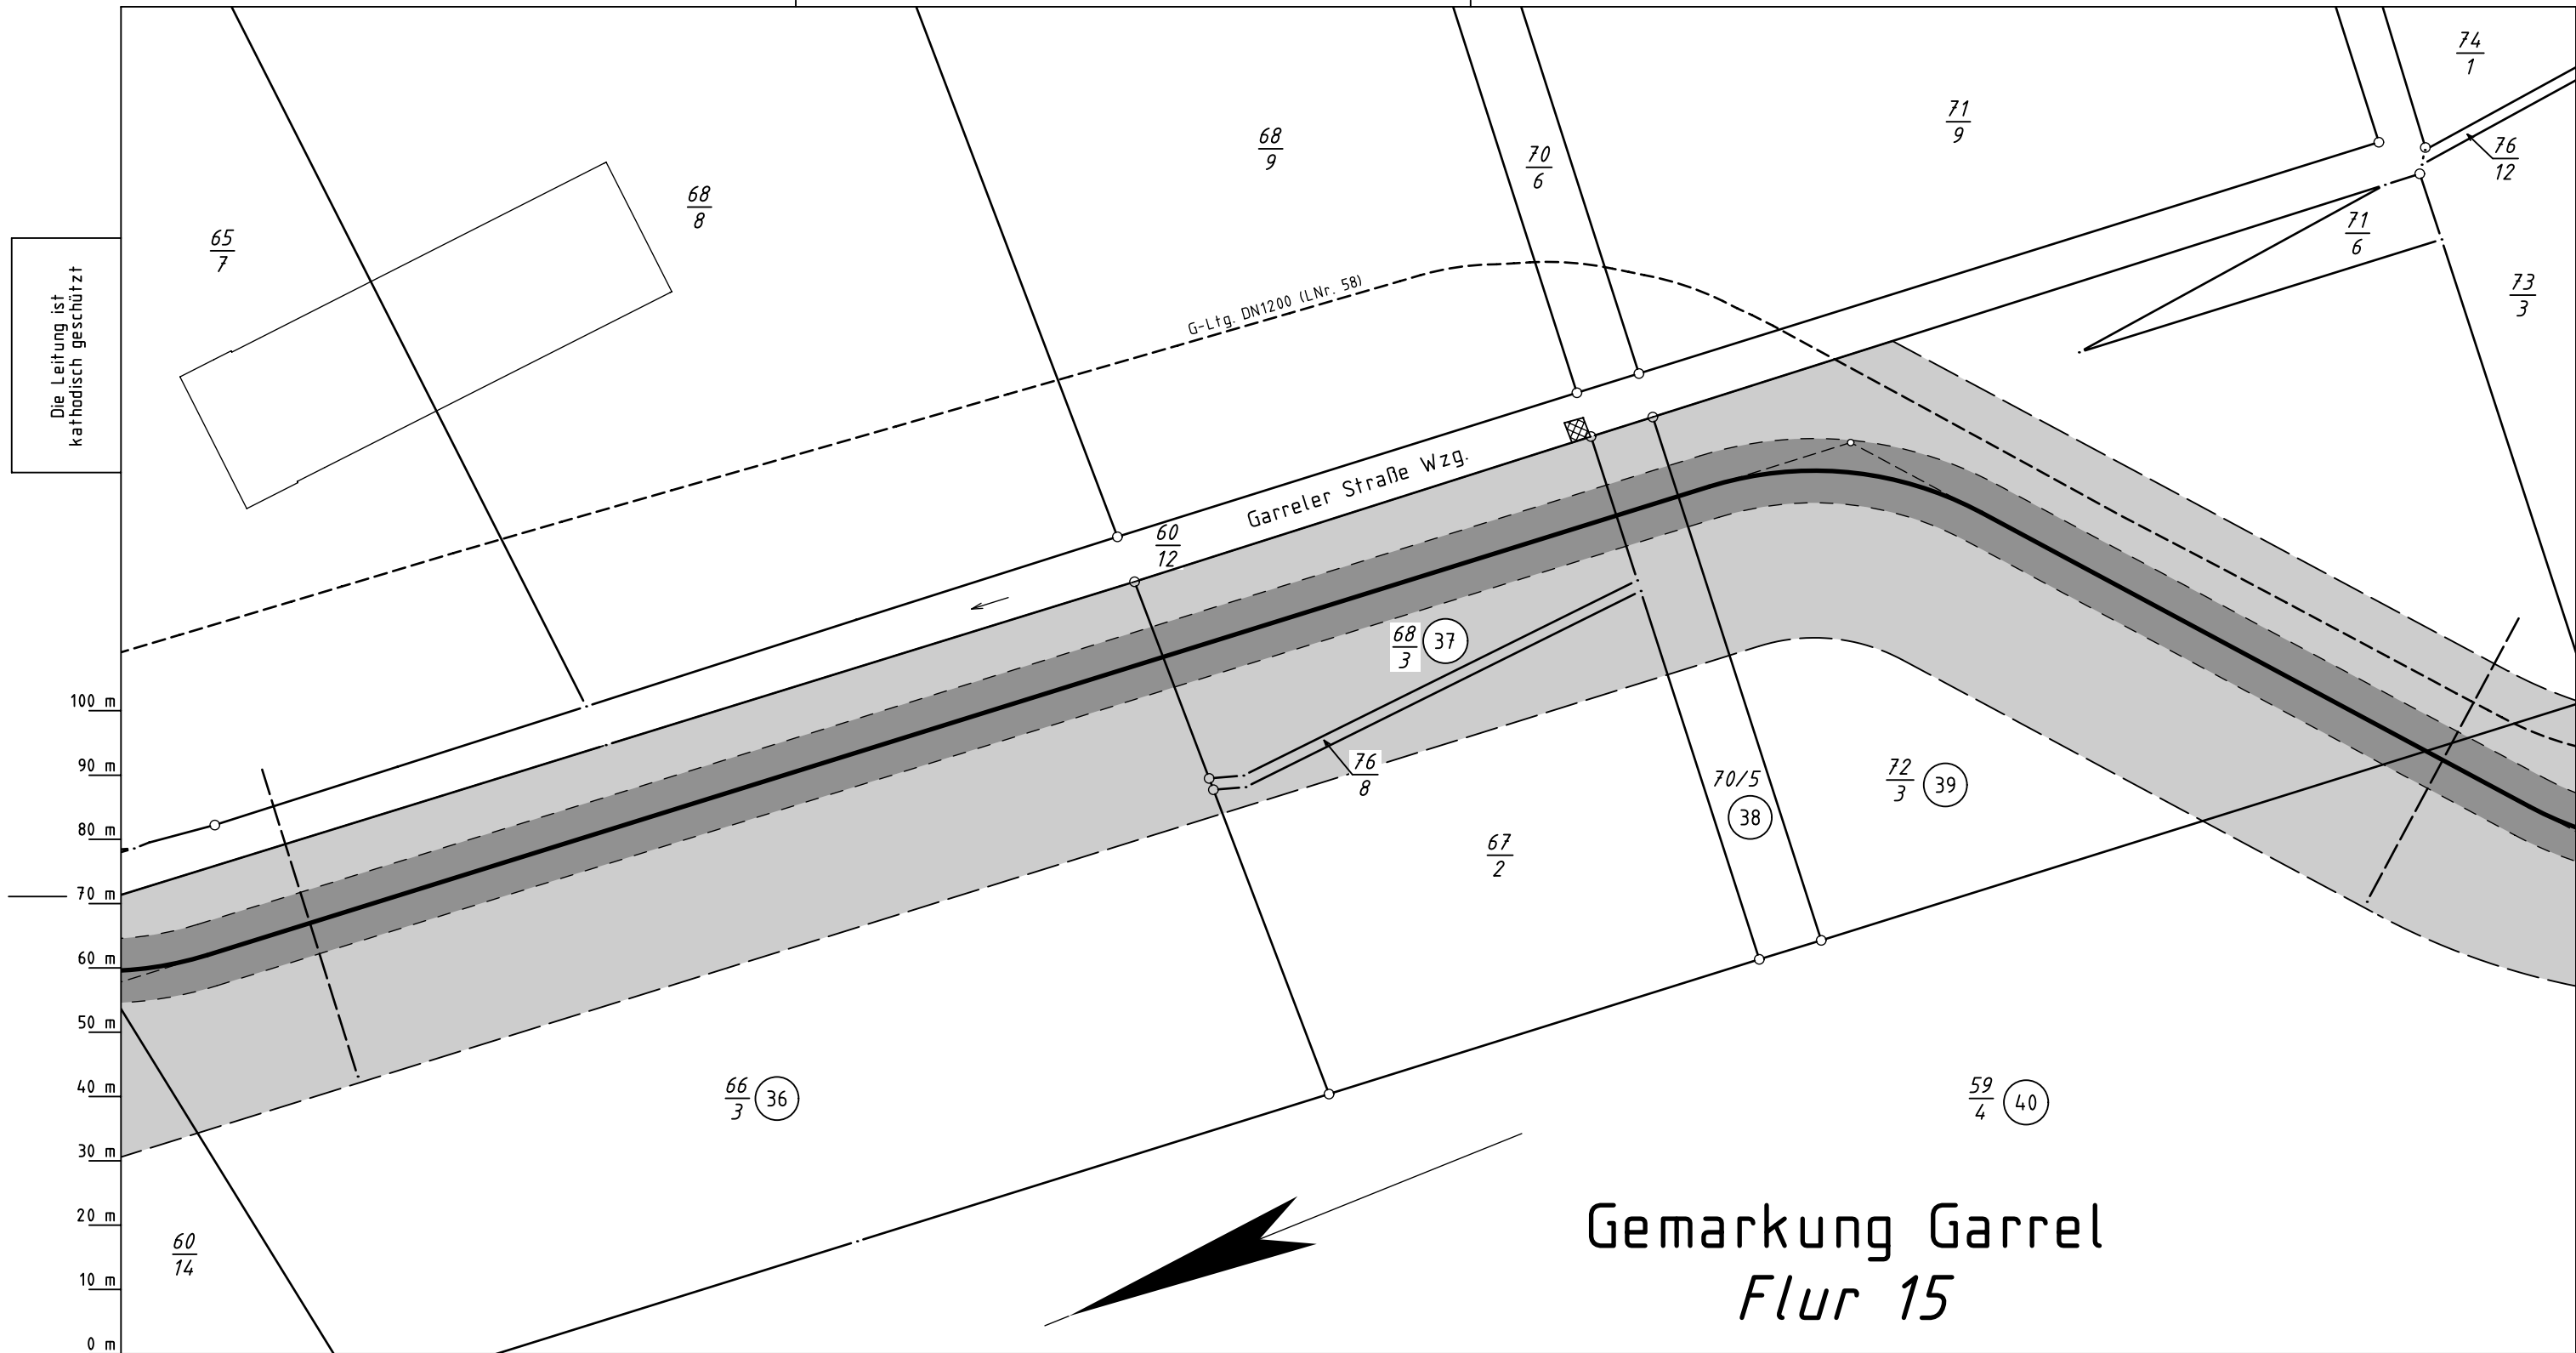 74
1
71
9
68
9
76
12
70
6
68
8
71
6
65
7
73
3
G-Ltg. DN1200 (LNr. 58)
Die Leitung ist
kathodisch geschützt
Garreler Straße Wzg.
60
12
68
3
37
100 m
90 m
76
8
70/5
38
72
3
39
80 m
67
2
70 m
60 m
50 m
40 m
66
3
36
59
4
40
30 m
20 m
60
14
10 m
0 m
Gemarkung Garrel
Flur 15